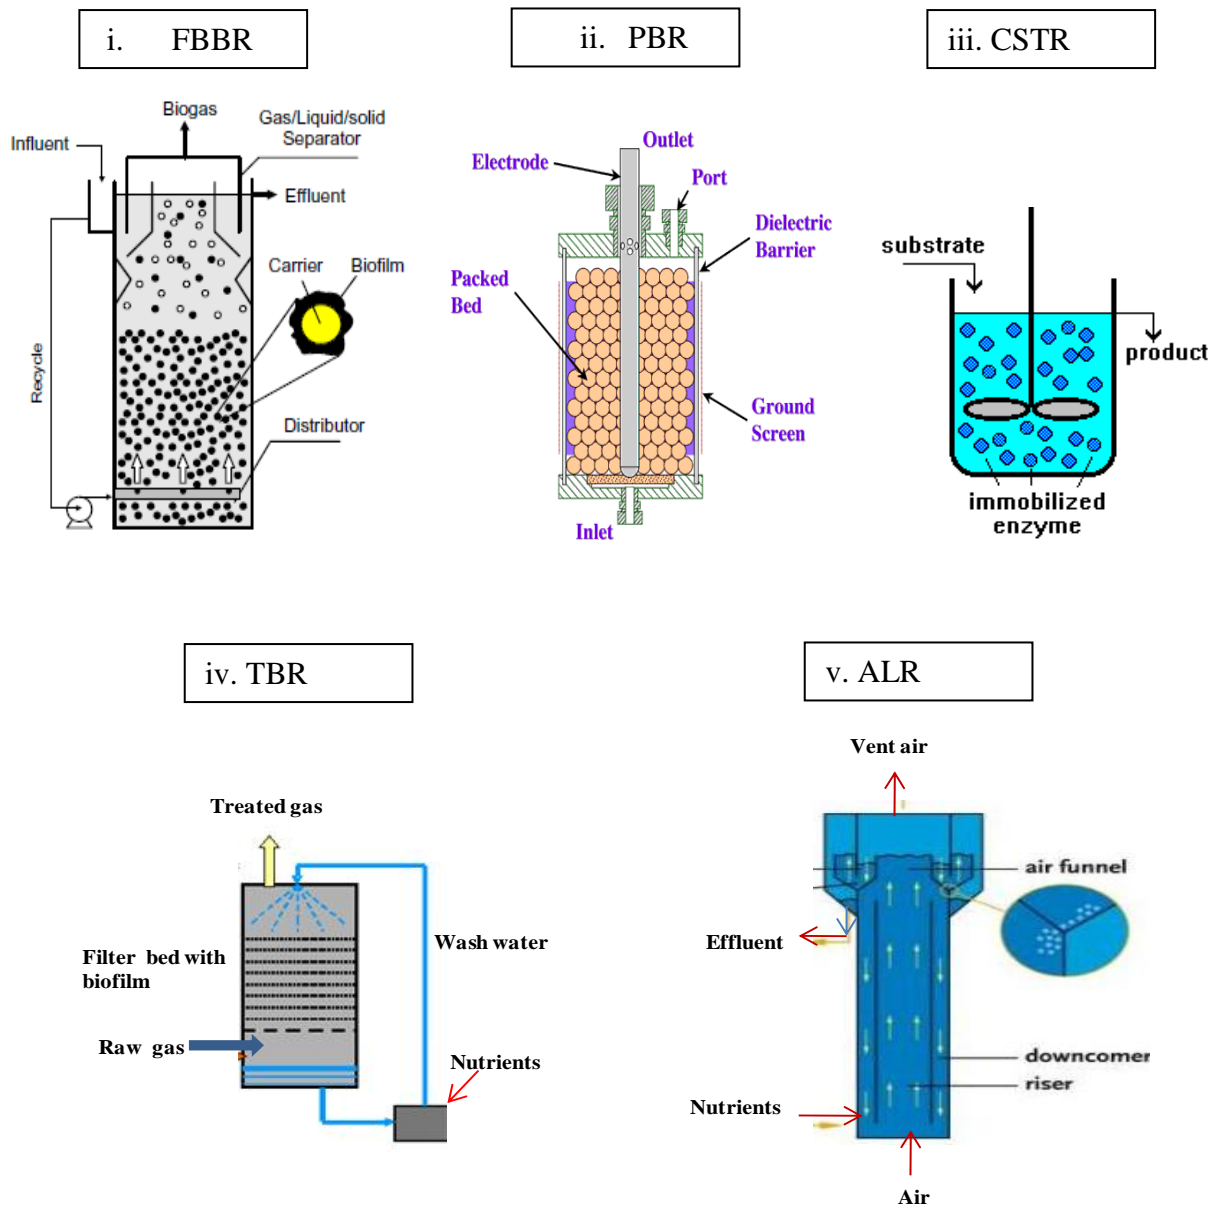 i. FBBR
Biogas
Gas/Liquid/solid
Separator
Influent
Effluent
Carrier
Biofilm
Recycle
Distributor
ii. PBR
Outlet
Electrode
Port
Dielectric
Barrier
Packed
Bed
Ground
Screen
Inlet
iii. CSTR
substrate
product
immobilized
enzyme
iv. TBR
Treated gas
Wash water
Filter bed with
biofilm
Raw gas
Nutrients
v. ALR
Vent air
air funnel
Effluent
downcomer
riser
Nutrients
Air